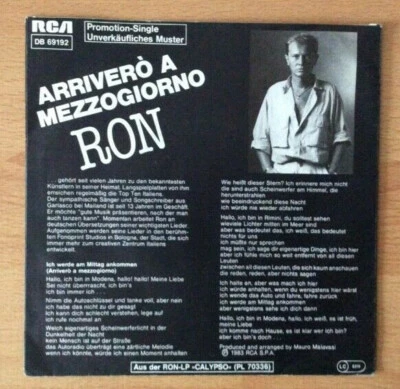 RCA
DB 69192
Promotion-Single
Unverkäufliches Muster
ARRIVERÒ A
MEZZOGIORNO
RON
... gehört seit vielen Jahren zu den bekanntesten
Künstlern in seiner Heimat. Langspielplatten von ihm
erreichen regelmäßig die Top Ten Italiens.
Der sympathische Sänger und Songschreiber aus
Garlasco bei Mailand ist seit 13 Jahren im Geschäft.
Er möchte "gute Musik präsentieren, nach der man
auch tanzen kann". Momentan arbeitet Ron an
deutschen Übersetzungen seiner wichtigsten Lieder.
Aufgenommen werden seine Lieder in den berühmten
Fonoprint Studios in Bologna, der Stadt, die sich
immer mehr zum kreativen Zentrum Italiens
entwickelt.
Ich werde am Mittag ankommen
(Arriverò a mezzogiorno)
Hallo, ich bin in Modena, hello! hello! Meine Liebe
Sei nicht überrrascht, ich bin's
ich bin immer ich ...
Nimm die Autoschlüssel und tanke voll, aber nein
ich habe das nicht zu dir gesagt
Ich kann dich schlecht verstehen, lege auf
ich rufe nochmal an
Welch eigenartiges Scheinwerferlicht in der
Dunkelheit der Nacht
kein Mensch ist auf der Straße
das Autoradio überträgt eine zärtliche Melodie
wenn ich könnte, würde ich einen Moment anhalten
Wie heißt dieser Stern? Ich erinnere mich nicht
die sind auch Scheinwerfer am Himmel, die
herunterstrahlen
wie beeindruckend diese Nacht
ich würde nie wieder abfahren
Hallo, ich bin in Rimini, du solltest sehen
wieviele Lichter mitten im Meer sind
aber was bedeutet das, ich weiß, das bedeutet
nichts für uns
ich müßte nur sprechen
mag sein, ich sage dir eigenartige Dinge, ich bin hier
aber ich fühle mich so weit entfernt von all diesen
Leuten
zwischen all diesen Leuten, die sich kaum anschauen
die reden, reden, aber nichts sagen
Ich halte an, aber was mach ich hier
ich würde anhalten, wenn du wenigstens hier wärst
ich wende das Auto und fahre, fahre zurück
ich werde am Mittag ankommen
aber wenigstens sehe ich dich dann
Hallo, ich bin in Modena, hallo, ich weiß, es ist früh,
meine Liebe
ich komme nach Hause, es ist klar wer ich bin?
aber ich bin's doch ...
Produced and arranged by Mauro Malavasi
Ⓟ 1983 RCA S.P.A.
Aus der RON-LP «CALYPSO» (PL 70336)
LC